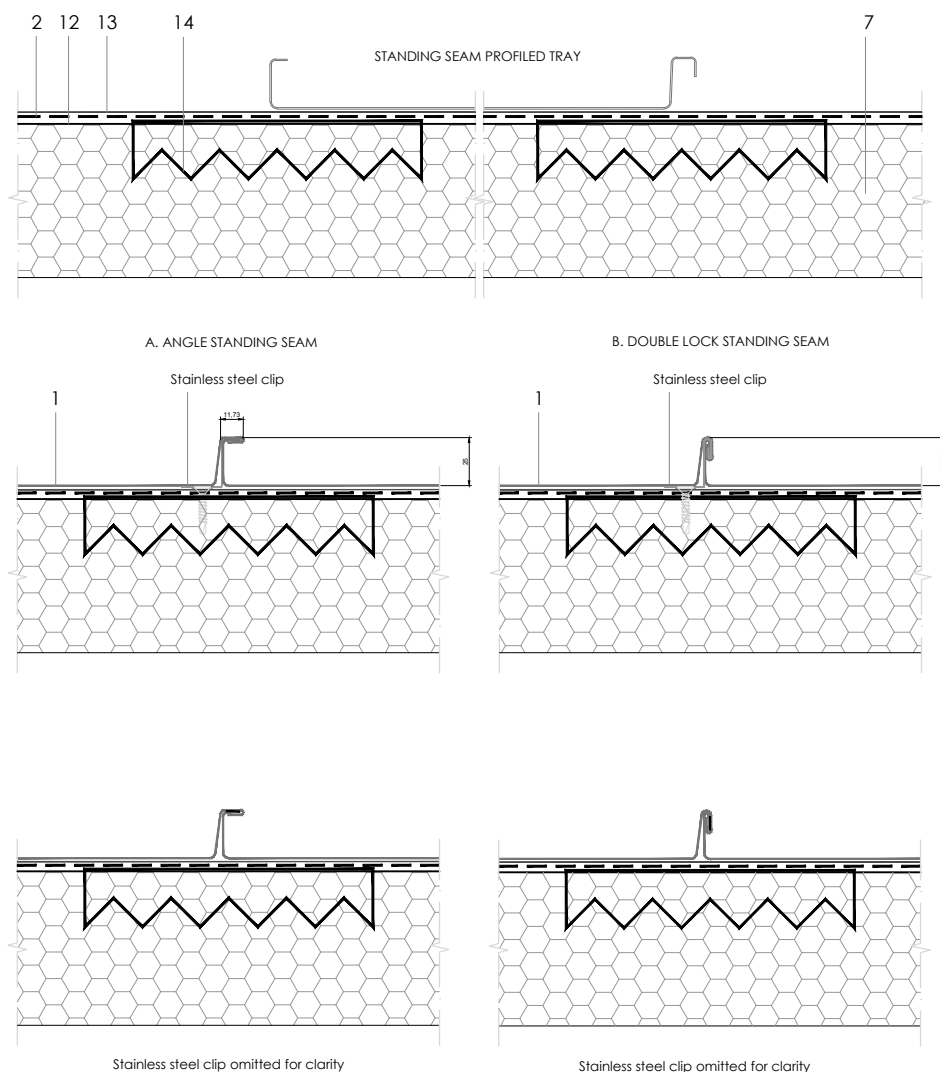 2 12 13 14 7
STANDING SEAM PROFILED TRAY
A. ANGLE STANDING SEAM
B. DOUBLE LOCK STANDING SEAM
Stainless steel clip
Stainless steel clip
1
1
11,73
25
Stainless steel clip omitted for clarity
Stainless steel clip omitted for clarity